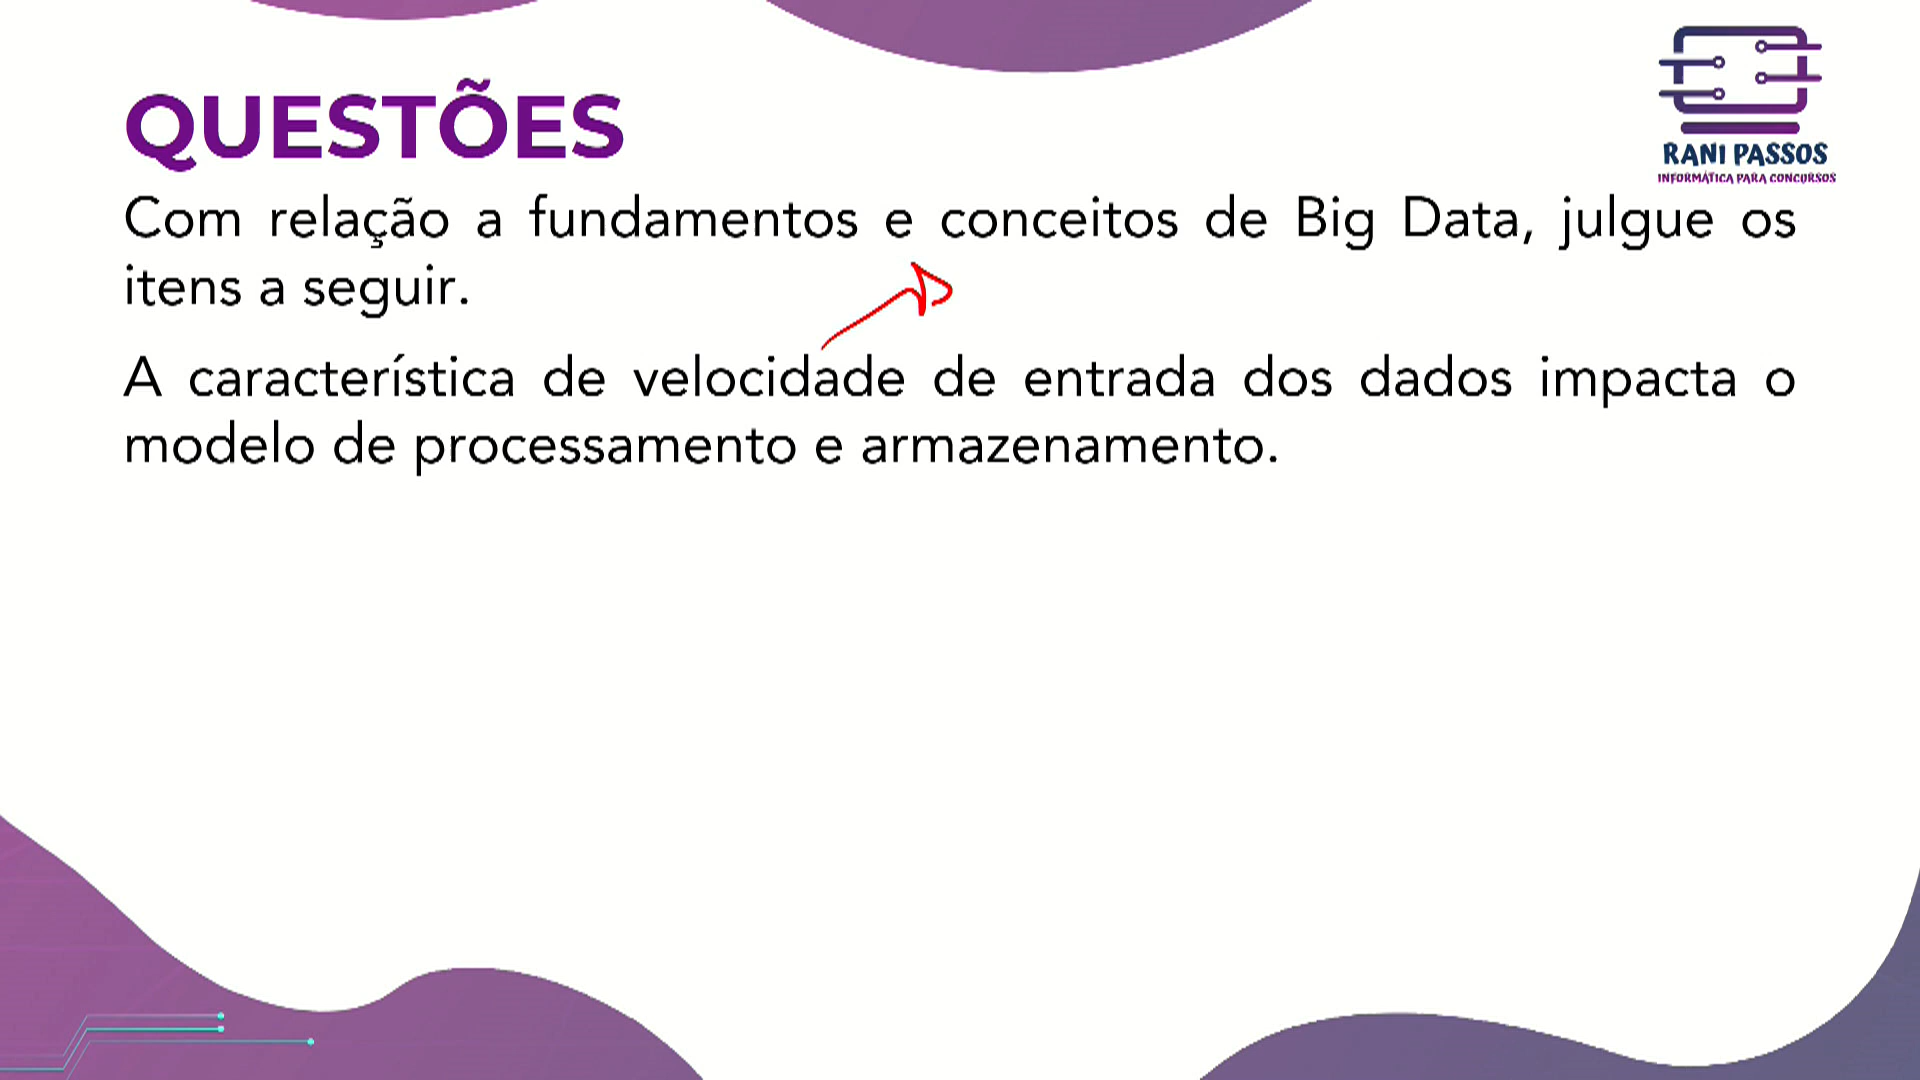 QUESTÕES
RANI PASSOS
INFORMÁTICA PARA CONCURSOS
Com relação a fundamentos e conceitos de Big Data, julgue os
itens a seguir.
A característica de velocidade de entrada dos dados impacta o
modelo de processamento e armazenamento.